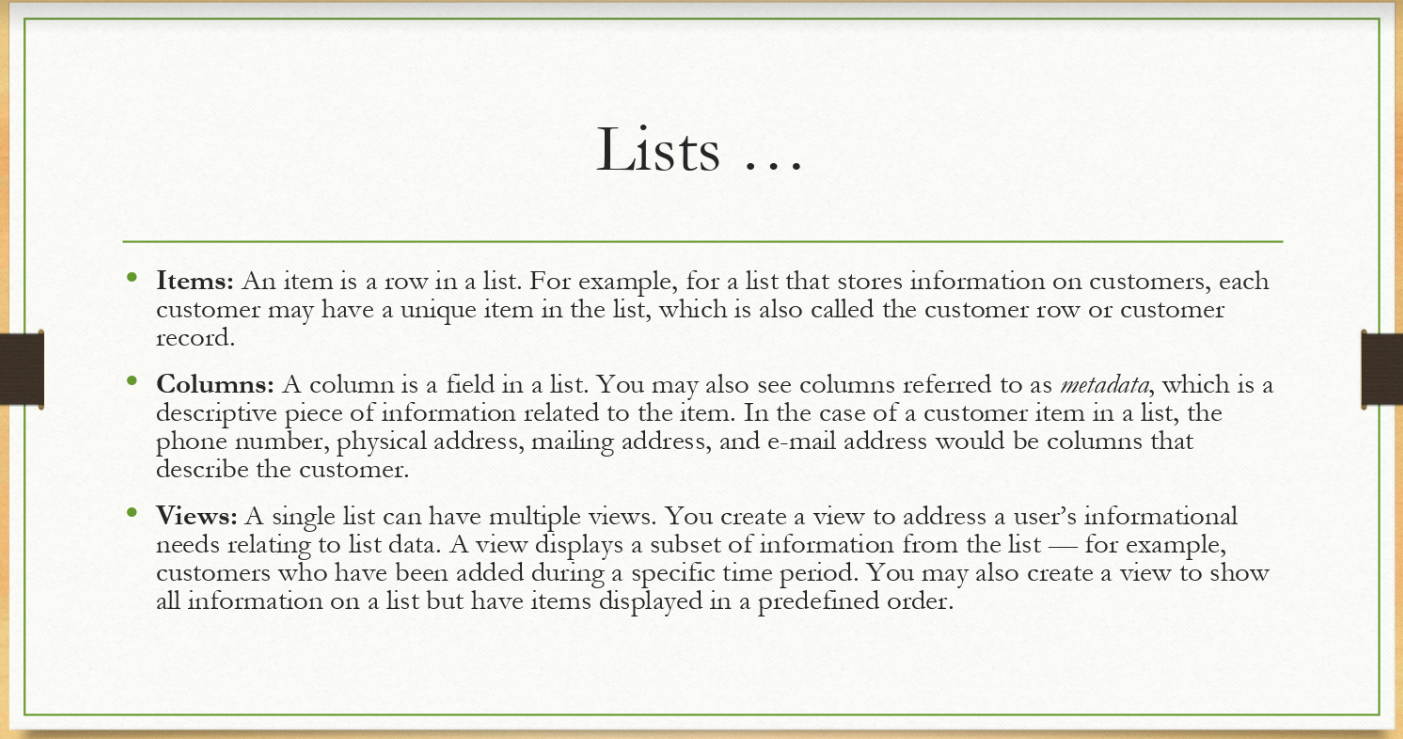 Lists …
• Items: An item is a row in a list. For example, for a list that stores information on customers, each
customer may have a unique item in the list, which is also called the customer row or customer
record.
• Columns: A column is a field in a list. You may also see columns referred to as metadata, which is a
descriptive piece of information related to the item. In the case of a customer item in a list, the
phone number, physical address, mailing address, and e-mail address would be columns that
describe the customer.
• Views: A single list can have multiple views. You create a view to address a user’s informational
needs relating to list data. A view displays a subset of information from the list — for example,
customers who have been added during a specific time period. You may also create a view to show
all information on a list but have items displayed in a predefined order.